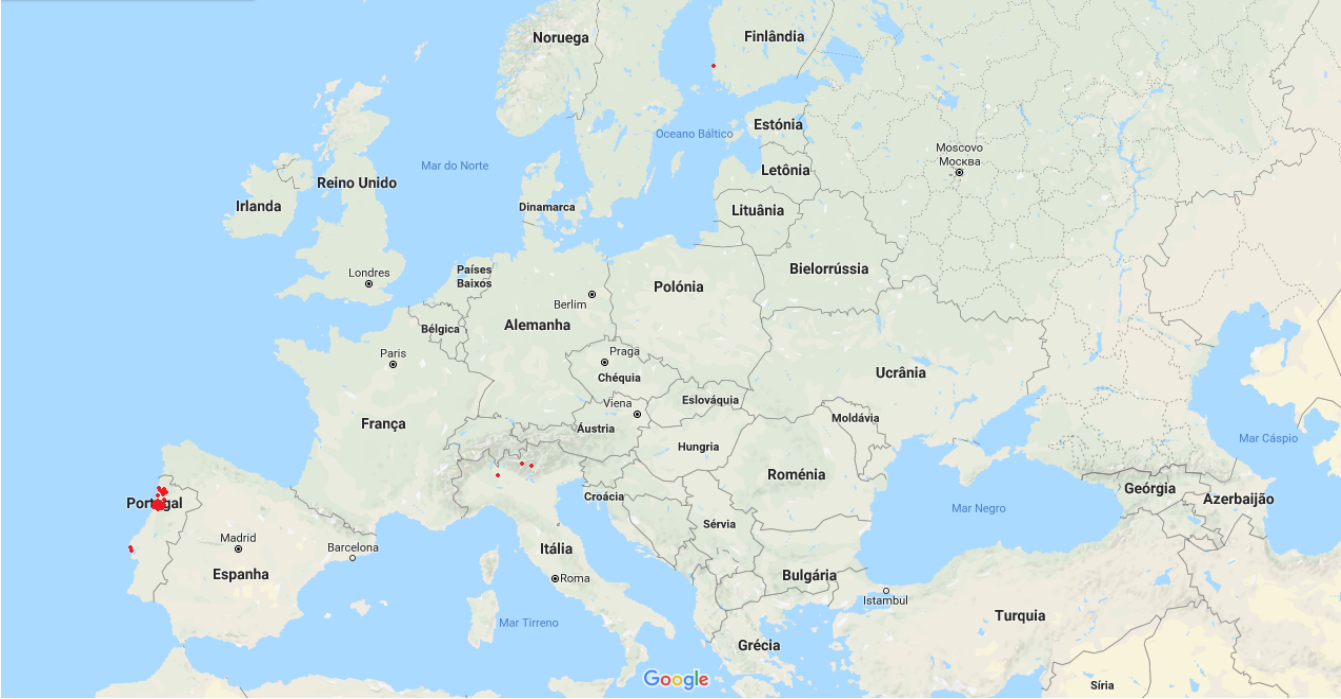 Noruega
Finlândia
Estónia
Oceano Báltico
Moscovo
Москва
Mar do Norte
Letônia
Reino Unido
Irlanda
Dinamarca
Lituânia
Londres
Países
Baixos
Bielorrússia
Polónia
Berlim
Alemanha
Bélgica
Paris
Praga
Chéquia
Ucrânia
Eslováquia
Viena
Moldávia
França
Áustria
Hungria
Mar Cáspio
Roménia
Geórgia
Portugal
Croácia
Azerbaijão
Mar Negro
Sérvia
Madrid
Barcelona
Itália
Espanha
Roma
Bulgária
Istambul
Turquia
Mar Tirreno
Grécia
Google
Síria